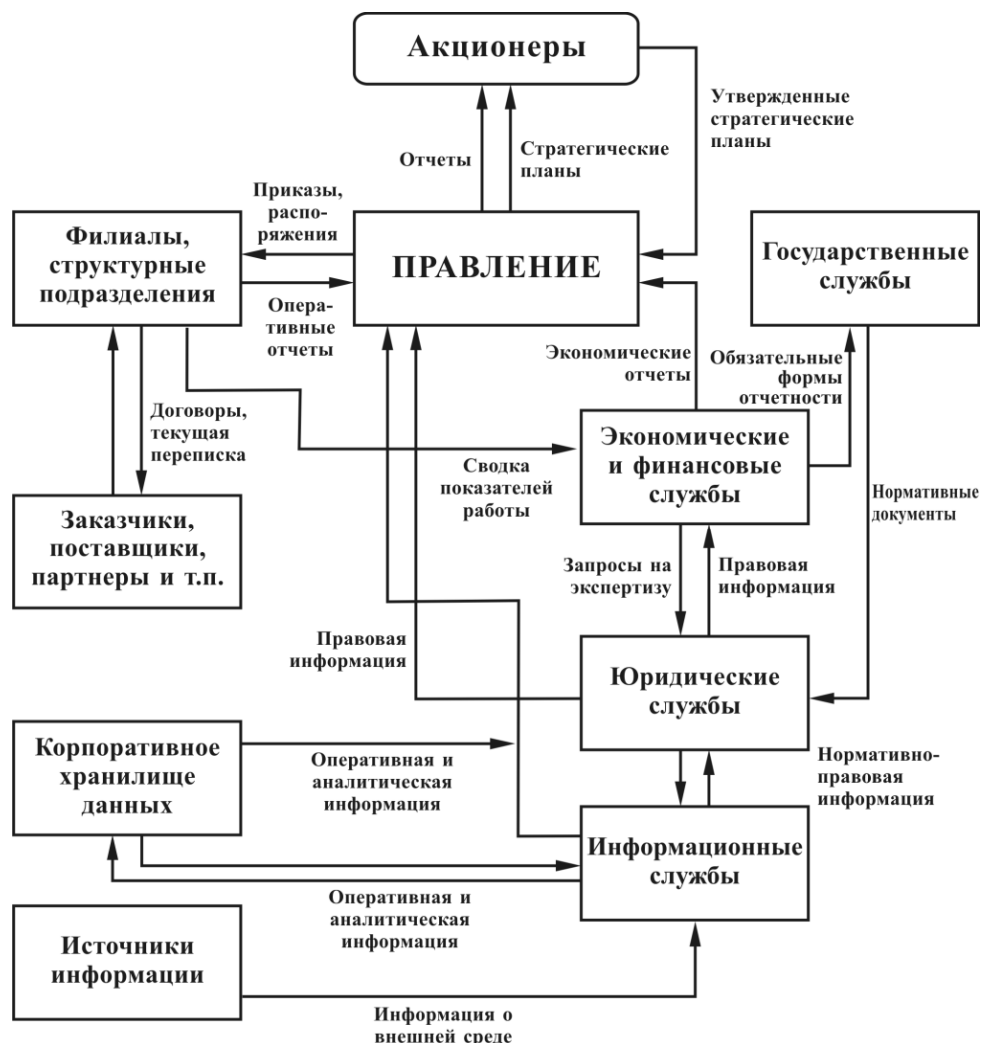 Акционеры
Утвержденные
стратегические
планы
Отчеты
Стратегические
планы
Приказы,
распо-
ряжения
Филиалы,
структурные
подразделения
ПРАВЛЕНИЕ
Государственные
службы
Опера-
тивные
отчеты
Экономические
отчеты
Обязательные
формы
отчетности
Договоры,
текущая
переписка
Экономические
и финансовые
службы
Сводка
показателей
работы
Нормативные
документы
Заказчики,
поставщики,
партнеры и т.п.
Запросы на
экспертизу
Правовая
информация
Правовая
информация
Юридические
службы
Корпоративное
хранилище
данных
Оперативная и
аналитическая
информация
Нормативно-
правовая
информация
Информационные
службы
Оперативная и
аналитическая
информация
Источники
информации
Информация о
внешней среде